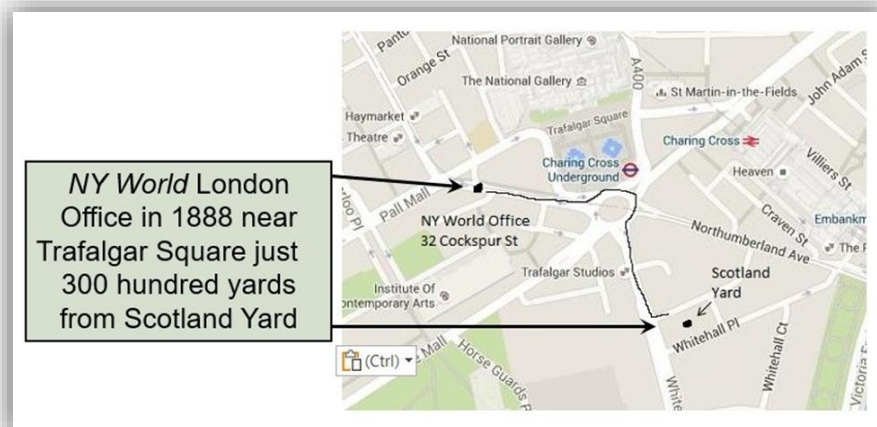 NY World London
Office in 1888 near
Trafalgar Square just
300 hundred yards
from Scotland Yard
National Portrait Gallery
Orange St
The National Gallery
A400
St Martin-in-the-Fields
John Adam S
Haymarket
Theatre
Trafalgar Square
Charing Cross
Charing Cross
Underground
Heaven
Villiers St
Pall Mall
NY World Office
32 Cockspur St
Craven St
Embankm
Northumberland Ave
The
Trafalgar Studios
Scotland
Yard
Institute Of
ontemporary Arts
Whitehall Pl
Whitehall Ct
Mall
Horse Guards
White
Victoria
(Ctrl)